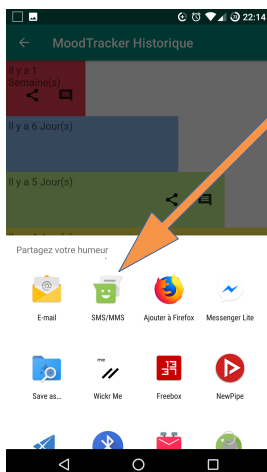 22:14
MoodTracker Historique
Il y a 1
Semaine(s)
Il y a 6 Jour(s)
Il y a 5 Jour(s)
Partagez votre humeur
E-mail
SMS/MMS
Ajouter à Firefox
Messenger Lite
me
Save as...
Wickr Me
Freebox
NewPipe